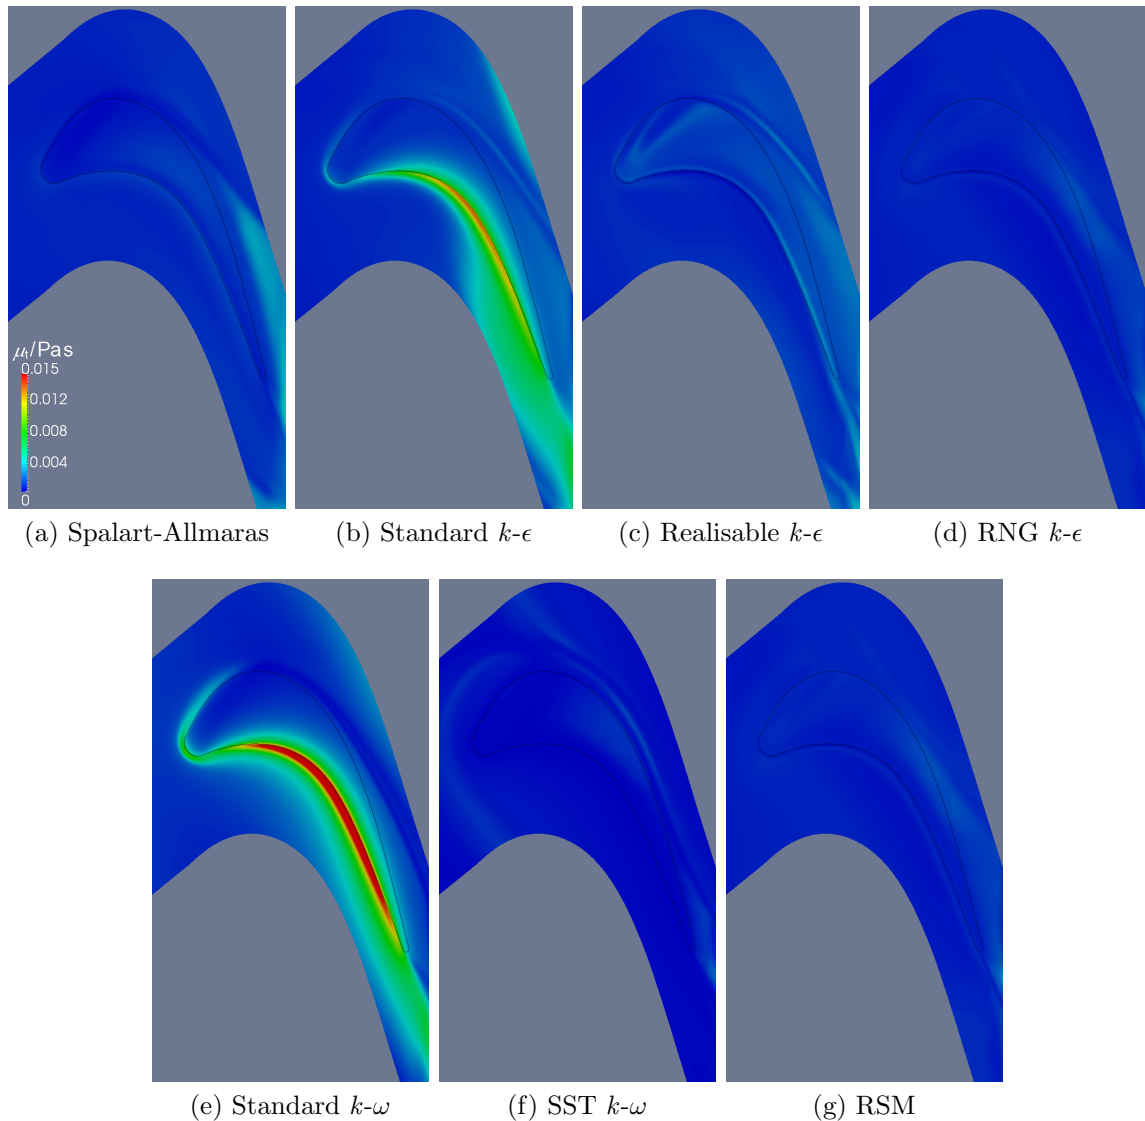 μₜ/Pas
0.015
0.012
0.008
0.004
0
(a) Spalart-Allmaras (b) Standard k-ϵ (c) Realisable k-ϵ (d) RNG k-ϵ
(e) Standard k-ω (f) SST k-ω (g) RSM